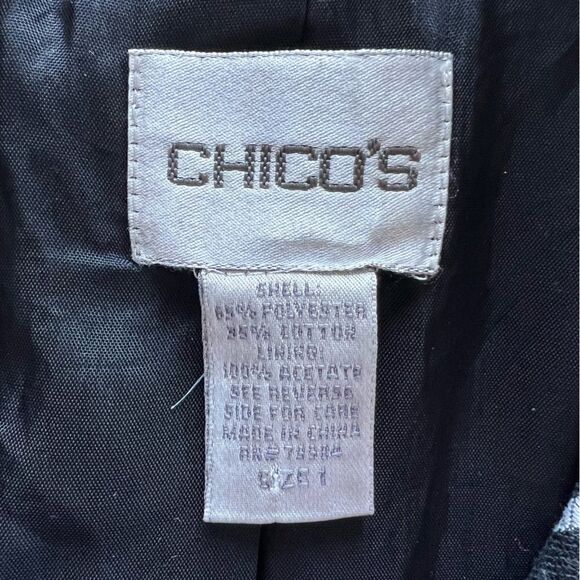 CHICO'S
SHELL:
65% POLYESTER
35% COTTON
LINING:
100% ACETATE
SEE REVERSE
SIDE FOR CARE
MADE IN CHINA
SIZE 1